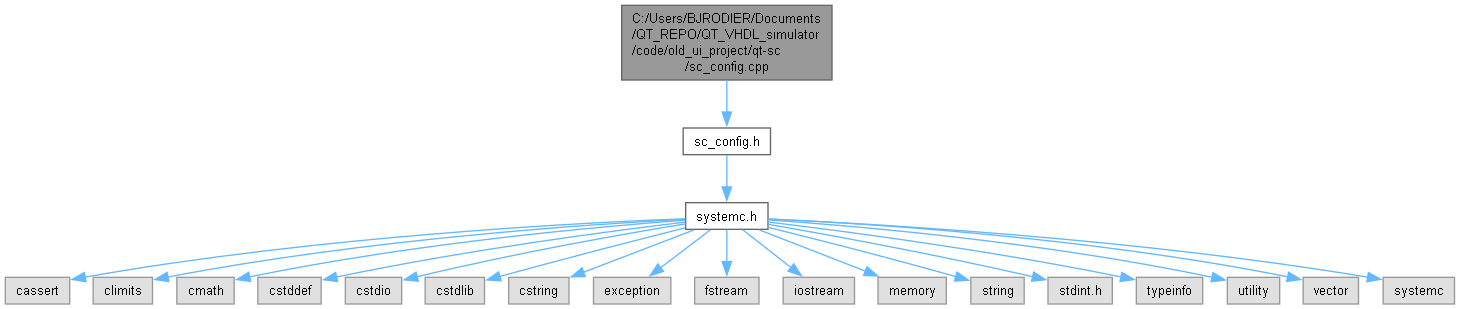 C:/Users/BJRODIER/Documents
/QT_REPO/QT_VHDL_simulator
/code/old_ui_project/qt-sc
/sc_config.cpp
sc_config.h
systemc.h
cassert
climits
cmath
cstddef
cstdio
cstdlib
cstring
exception
fstream
iostream
memory
string
stdint.h
typeinfo
utility
vector
systemc